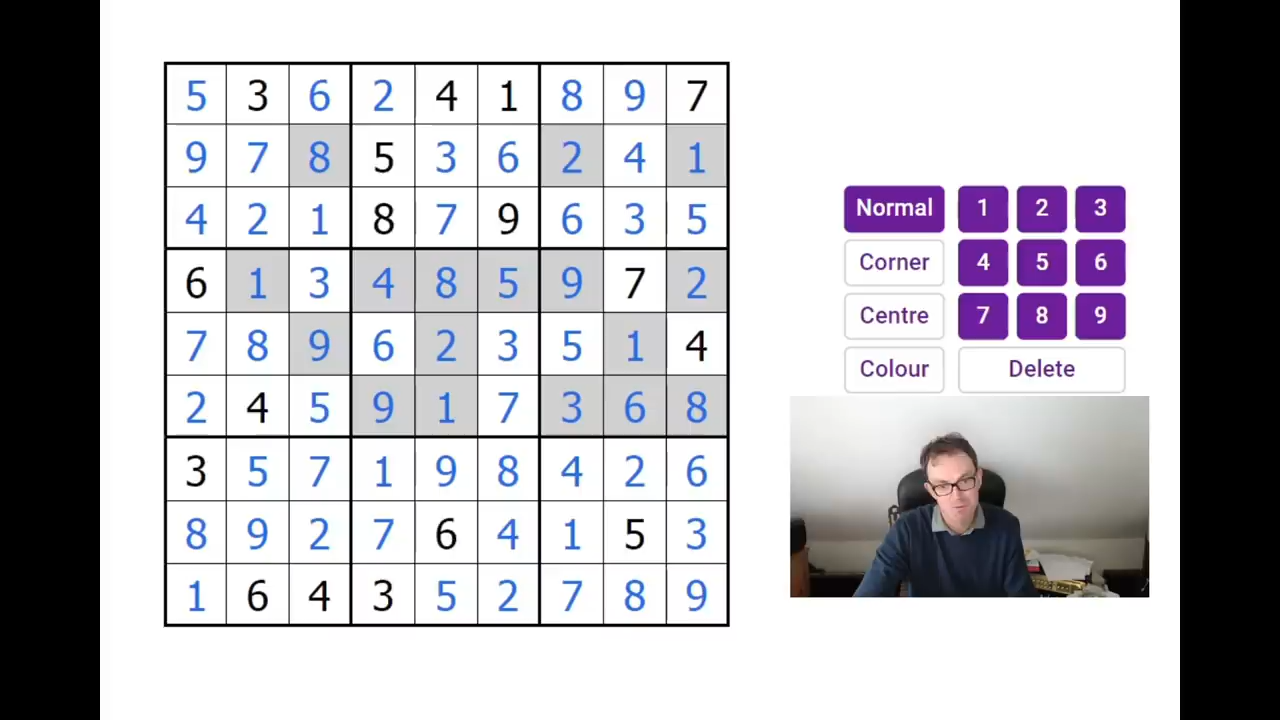 5 3 6 2 4 1 8 9 7
9 7 8 5 3 6 2 4 1
4 2 1 8 7 9 6 3 5
6 1 3 4 8 5 9 7 2
7 8 9 6 2 3 5 1 4
2 4 5 9 1 7 3 6 8
3 5 7 1 9 8 4 2 6
8 9 2 7 6 4 1 5 3
1 6 4 3 5 2 7 8 9
Normal 1 2 3
Corner 4 5 6
Centre 7 8 9
Colour Delete